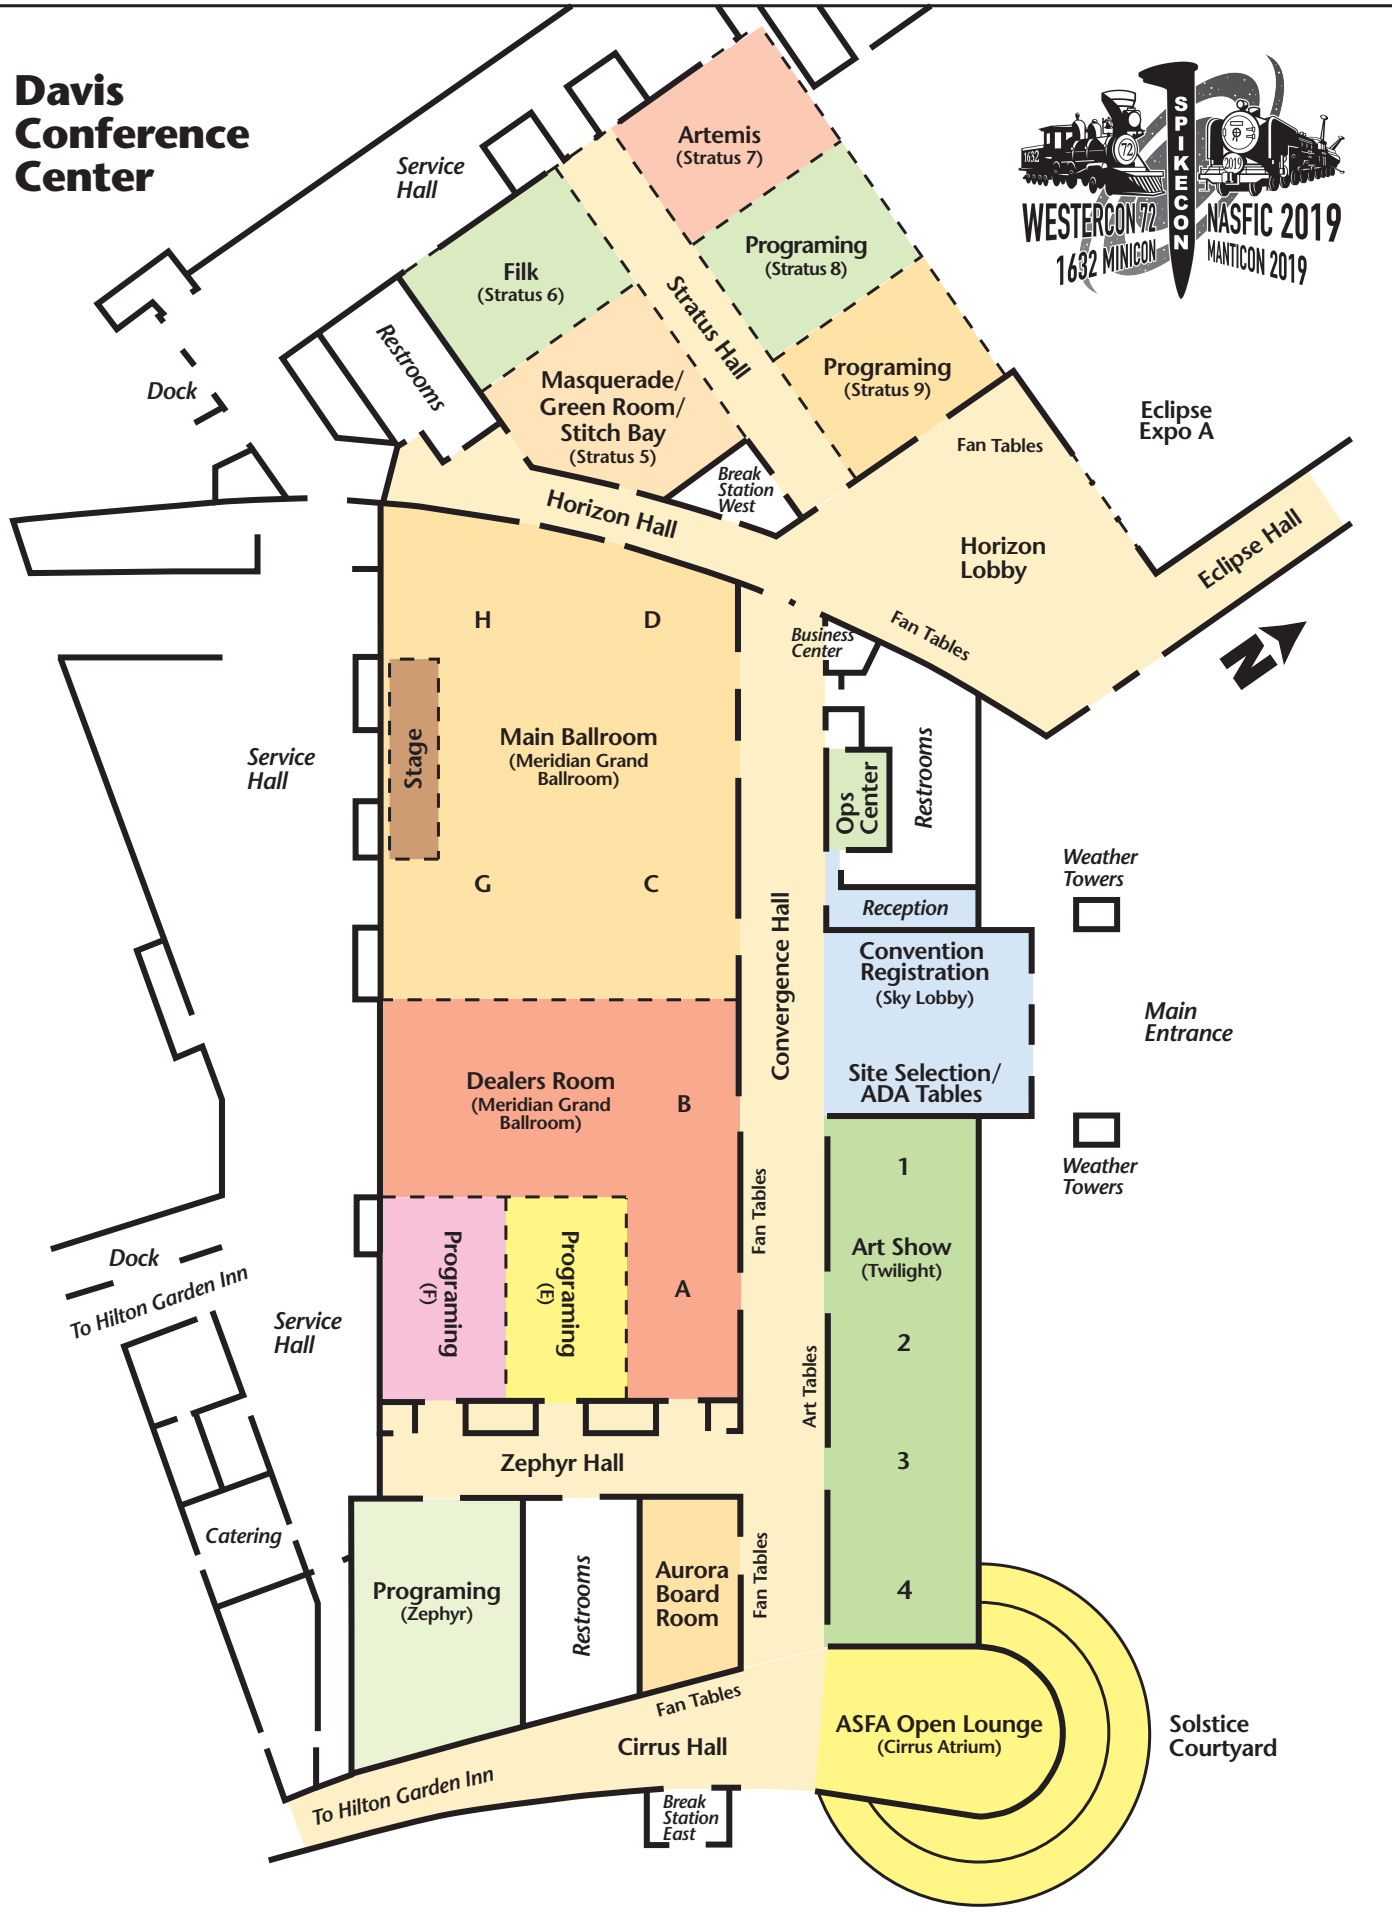 Davis
Conference
Center
Service
Hall
Artemis
(Stratus 7)
Programing
(Stratus 8)
Filk
(Stratus 6)
Stratus Hall
Programing
(Stratus 9)
Restrooms
Masquerade/
Green Room/
Stitch Bay
(Stratus 5)
Dock
Break
Station
West
Horizon Hall
Fan Tables
Eclipse
Expo A
Horizon
Lobby
Eclipse Hall
Fan Tables
N
SPIKECON
1632
72
2019
WESTERCON 72
NASFIC 2019
1632 MINICON
MANTICON 2019
H
D
Business
Center
Service
Hall
Stage
Main Ballroom
(Meridian Grand
Ballroom)
Ops
Center
Restrooms
G
C
Weather
Towers
Reception
Convergence Hall
Convention
Registration
(Sky Lobby)
Main
Entrance
Site Selection/
ADA Tables
Dealers Room
(Meridian Grand
Ballroom)
B
Weather
Towers
1
Fan Tables
Art Show
(Twilight)
Programing
(F)
Programing
(E)
A
Dock
To Hilton Garden Inn
Service
Hall
2
Art Tables
3
Zephyr Hall
Catering
Programing
(Zephyr)
Restrooms
Aurora
Board
Room
Fan Tables
4
Fan Tables
Cirrus Hall
ASFA Open Lounge
(Cirrus Atrium)
Solstice
Courtyard
To Hilton Garden Inn
Break
Station
East